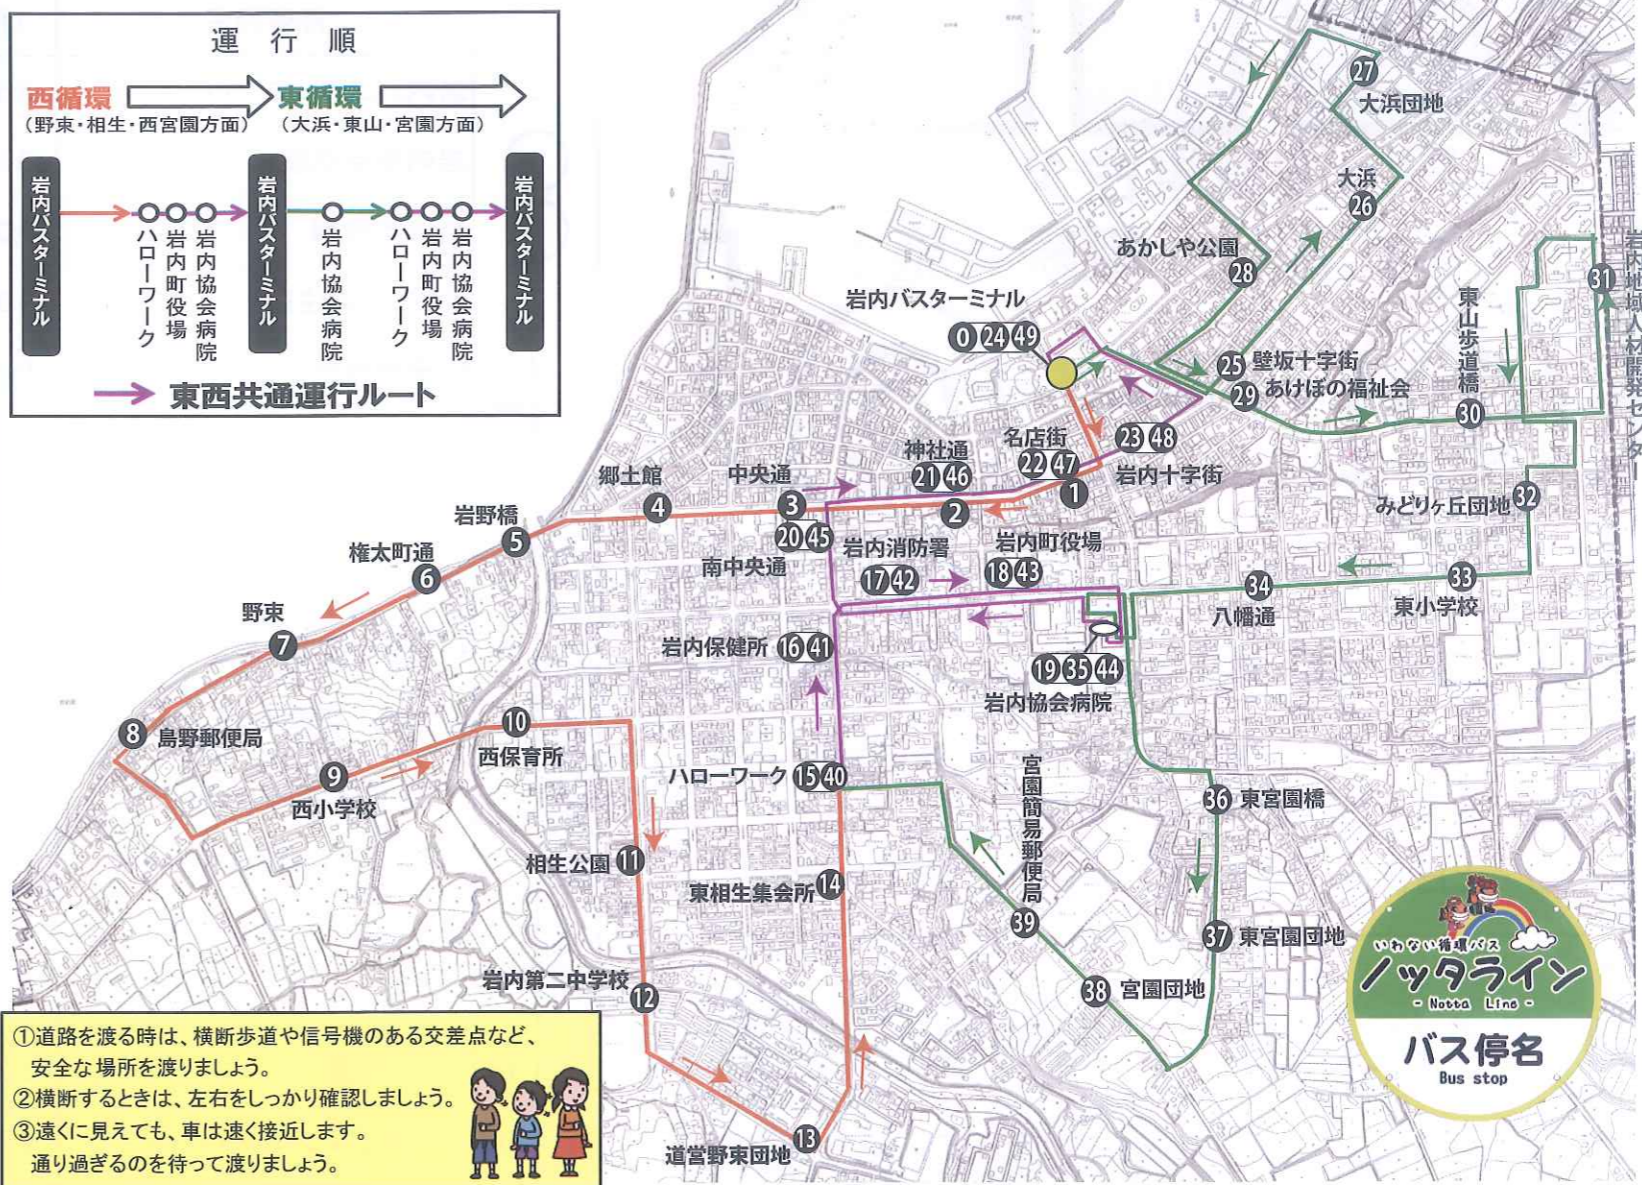 運 行 順
西循環
（野束・相生・西宮園方面）
東循環
（大浜・東山・宮園方面）
岩内バスターミナル
ハローワーク
岩内町役場
岩内協会病院
岩内バスターミナル
岩内協会病院
ハローワーク
岩内町役場
岩内協会病院
岩内バスターミナル
東西共通運行ルート
27
大浜団地
大浜
26
あかしや公園
28
岩内バスターミナル
0 24 49
25 壁坂十字街
29 あけぼの福祉会
東山歩道橋
30
31
岩内地域人材開発センター
23 48
岩内十字街
名店街
22 47
1
神社通
21 46
2
中央通
3
20 45
南中央通
郷土館
4
岩野橋
5
権太町通
6
野束
7
8 島野郵便局
9
西小学校
10
西保育所
相生公園 11
岩内第二中学校
12
道営野束団地
13
東相生集会所 14
ハローワーク 15 40
岩内保健所 16 41
岩内消防署
17 42
岩内町役場
18 43
19 35 44
岩内協会病院
みどりヶ丘団地 32
33
東小学校
34
八幡通
36 東宮園橋
37 東宮園団地
38 宮園団地
宮園簡易郵便局
39
いわない循環バス
ノッタライン
- Notta Line -
バス停名
Bus stop
①道路を渡る時は、横断歩道や信号機のある交差点など、
安全な場所を渡りましょう。
②横断するときは、左右をしっかり確認しましょう。
③遠くに見えても、車は速く接近します。
通り過ぎるのを待って渡りましょう。